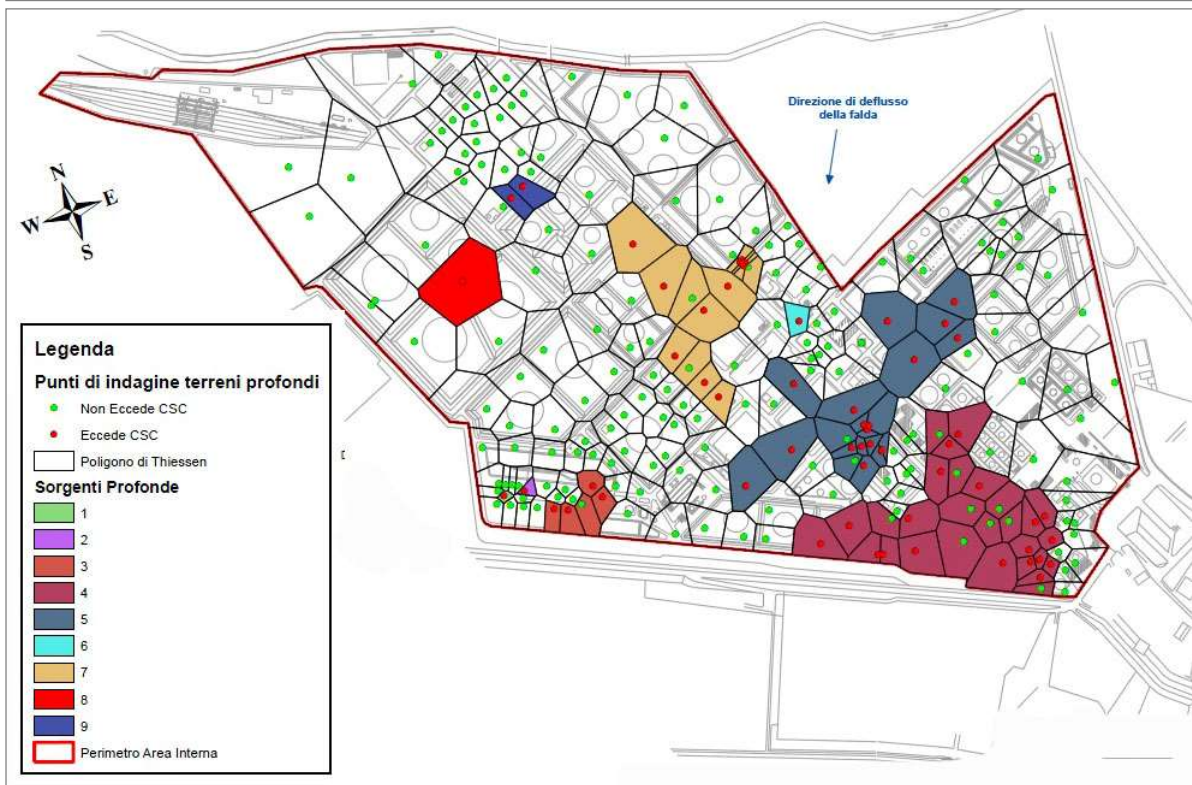 Direzione di deflusso
della falda
N
W
E
S
Legenda
Punti di indagine terreni profondi
Non Eccede CSC
Eccede CSC
Poligono di Thiessen
Sorgenti Profonde
1
2
3
4
5
6
7
8
9
Perimetro Area Interna